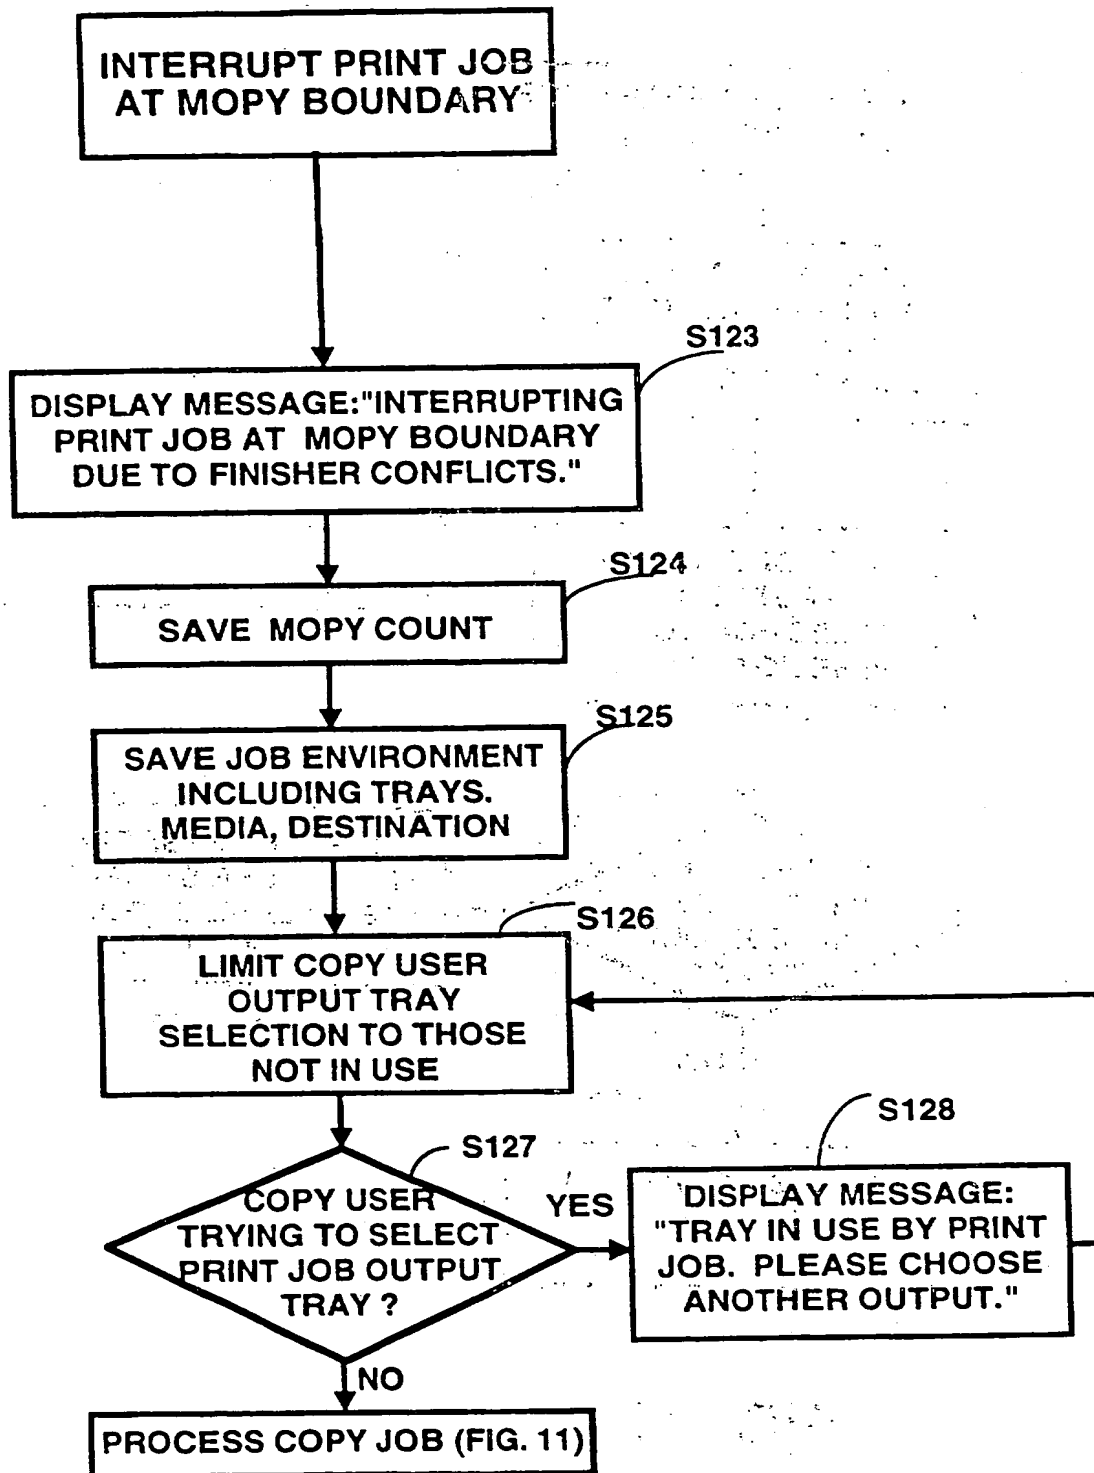 INTERRUPT PRINT JOB
AT MOPY BOUNDARY
S123
DISPLAY MESSAGE:"INTERRUPTING
PRINT JOB AT MOPY BOUNDARY
DUE TO FINISHER CONFLICTS."
S124
SAVE MOPY COUNT
S125
SAVE JOB ENVIRONMENT
INCLUDING TRAYS.
MEDIA, DESTINATION
S126
LIMIT COPY USER
OUTPUT TRAY
SELECTION TO THOSE
NOT IN USE
S127
COPY USER
TRYING TO SELECT
PRINT JOB OUTPUT
TRAY ?
YES
S128
DISPLAY MESSAGE:
"TRAY IN USE BY PRINT
JOB. PLEASE CHOOSE
ANOTHER OUTPUT."
NO
PROCESS COPY JOB (FIG. 11)